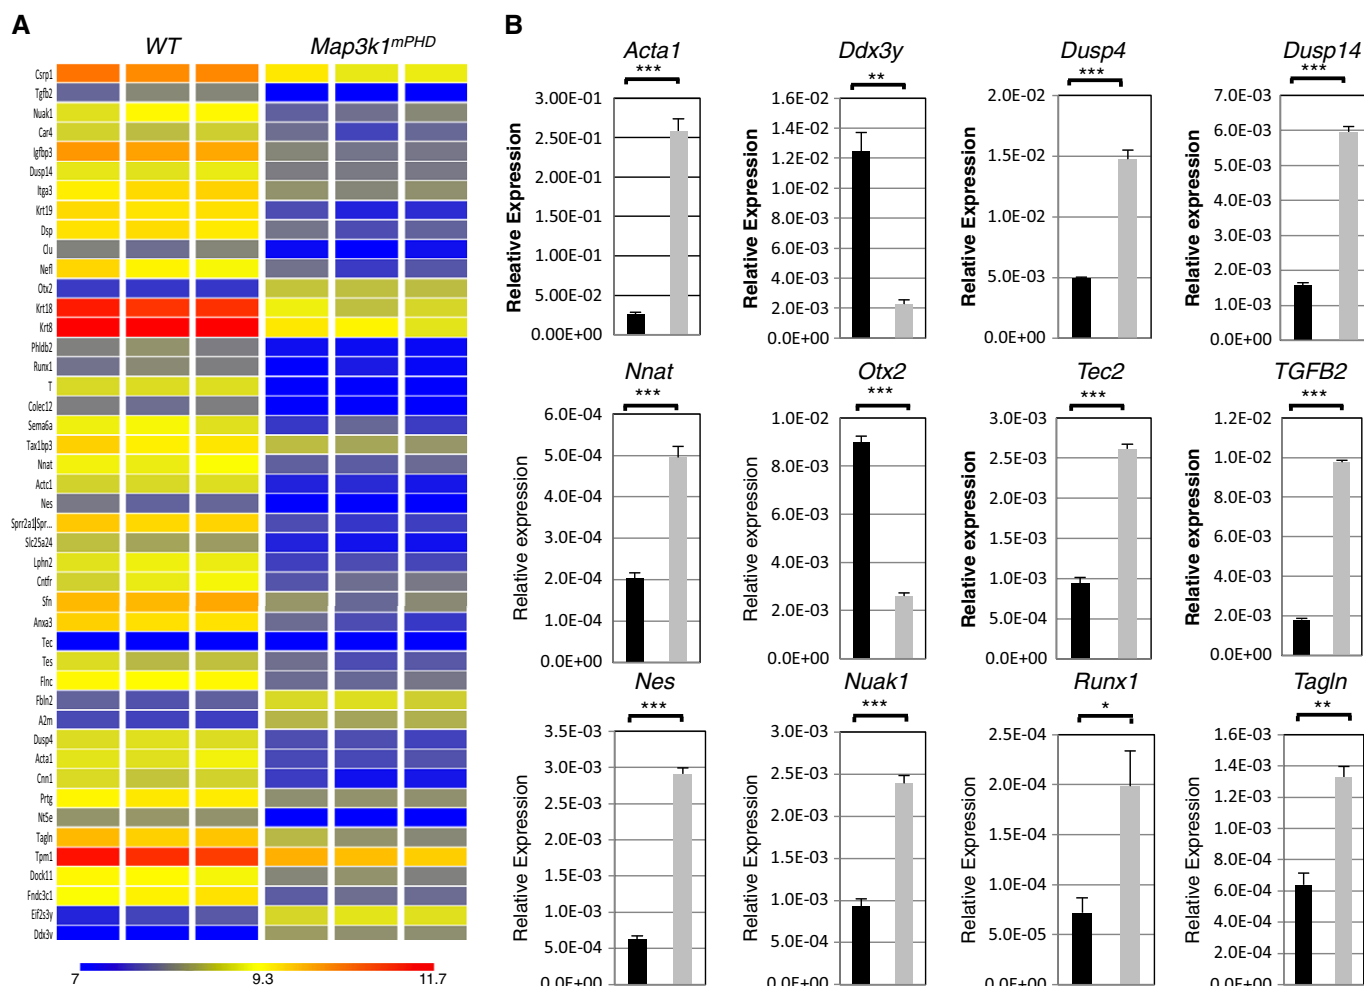 A
WT
Map3k1mPHD
Csrp1
Tgfb2
Nuak1
Car4
Igfbp3
Dusp14
Itga3
Krt19
Dsp
Clu
Nefl
Otx2
Krt18
Krt8
Phldb2
Runx1
T
Colec12
Sema6a
Tax1bp3
Nnat
Actc1
Nes
Sprr2a1|Spr...
Slc25a24
Lphn2
Cntfr
Sfn
Anxa3
Tec
Tes
Flnc
Fbln2
A2m
Dusp4
Acta1
Cnn1
Prtg
Nt5e
Tagln
Tpm1
Dock11
Fndc3c1
Eif2s3y
Ddx3y
7
9.3
11.7
B
Acta1
***
Releative Expression
3.00E-01
2.50E-01
2.00E-01
1.50E-01
1.00E-01
5.00E-02
0.00E+00
Ddx3y
**
Relative Expression
1.6E-02
1.4E-02
1.2E-02
1.0E-02
8.0E-03
6.0E-03
4.0E-03
2.0E-03
0.0E+00
Dusp4
***
Relative Expression
2.0E-02
1.5E-02
1.0E-02
5.0E-03
0.0E+00
Dusp14
***
Relative expression
7.0E-03
6.0E-03
5.0E-03
4.0E-03
3.0E-03
2.0E-03
1.0E-03
0.0E+00
Nnat
***
Relative expression
6.0E-04
5.0E-04
4.0E-04
3.0E-04
2.0E-04
1.0E-04
0.0E+00
Otx2
***
Relative expression
1.0E-02
8.0E-03
6.0E-03
4.0E-03
2.0E-03
0.0E+00
Tec2
***
Relative expression
3.0E-03
2.5E-03
2.0E-03
1.5E-03
1.0E-03
5.0E-04
0.0E+00
TGFB2
***
Relative expression
1.2E-02
1.0E-02
8.0E-03
6.0E-03
4.0E-03
2.0E-03
0.0E+00
Nes
***
Relative Expression
3.5E-03
3.0E-03
2.5E-03
2.0E-03
1.5E-03
1.0E-03
5.0E-04
0.0E+00
Nuak1
***
Relative Expression
3.0E-03
2.5E-03
2.0E-03
1.5E-03
1.0E-03
5.0E-04
0.0E+00
Runx1
*
Relative Expression
2.5E-04
2.0E-04
1.5E-04
1.0E-04
5.0E-05
0.0E+00
Tagln
**
Relative Expression
1.6E-03
1.4E-03
1.2E-03
1.0E-03
8.0E-04
6.0E-04
4.0E-04
2.0E-04
0.0E+00